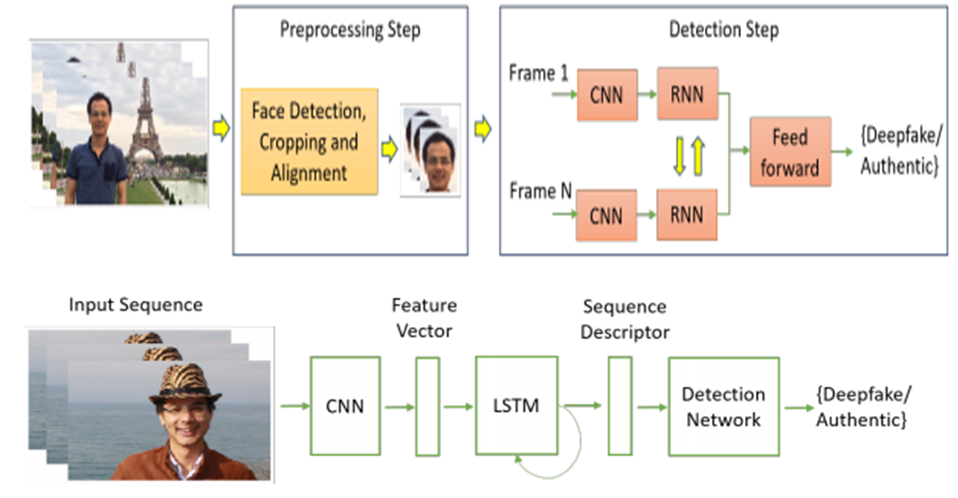 Preprocessing Step
Face Detection,
Cropping and
Alignment
Detection Step
Frame 1
CNN
RNN
Frame N
CNN
RNN
Feed
forward
{Deepfake/
Authentic}
Input Sequence
CNN
Feature
Vector
LSTM
Sequence
Descriptor
Detection
Network
{Deepfake/
Authentic}